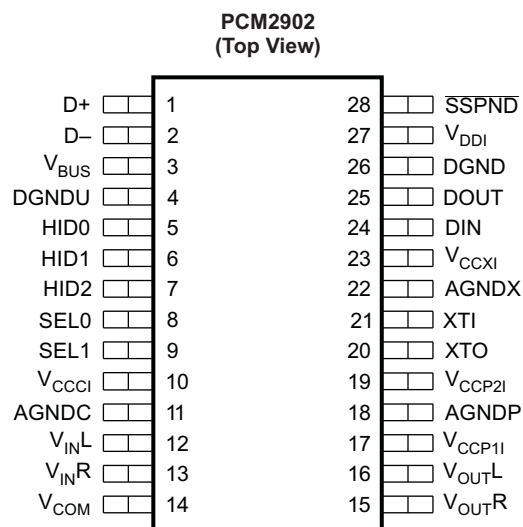 PCM2902
(Top View)
D+ 1 28 SSPND
D– 2 27 VDDI
VBUS 3 26 DGND
DGNDU 4 25 DOUT
HID0 5 24 DIN
HID1 6 23 VCCXI
HID2 7 22 AGNDX
SEL0 8 21 XTI
SEL1 9 20 XTO
VCCCI 10 19 VCCP2I
AGNDC 11 18 AGNDP
VINL 12 17 VCCP1I
VINR 13 16 VOUTL
VCOM 14 15 VOUTR